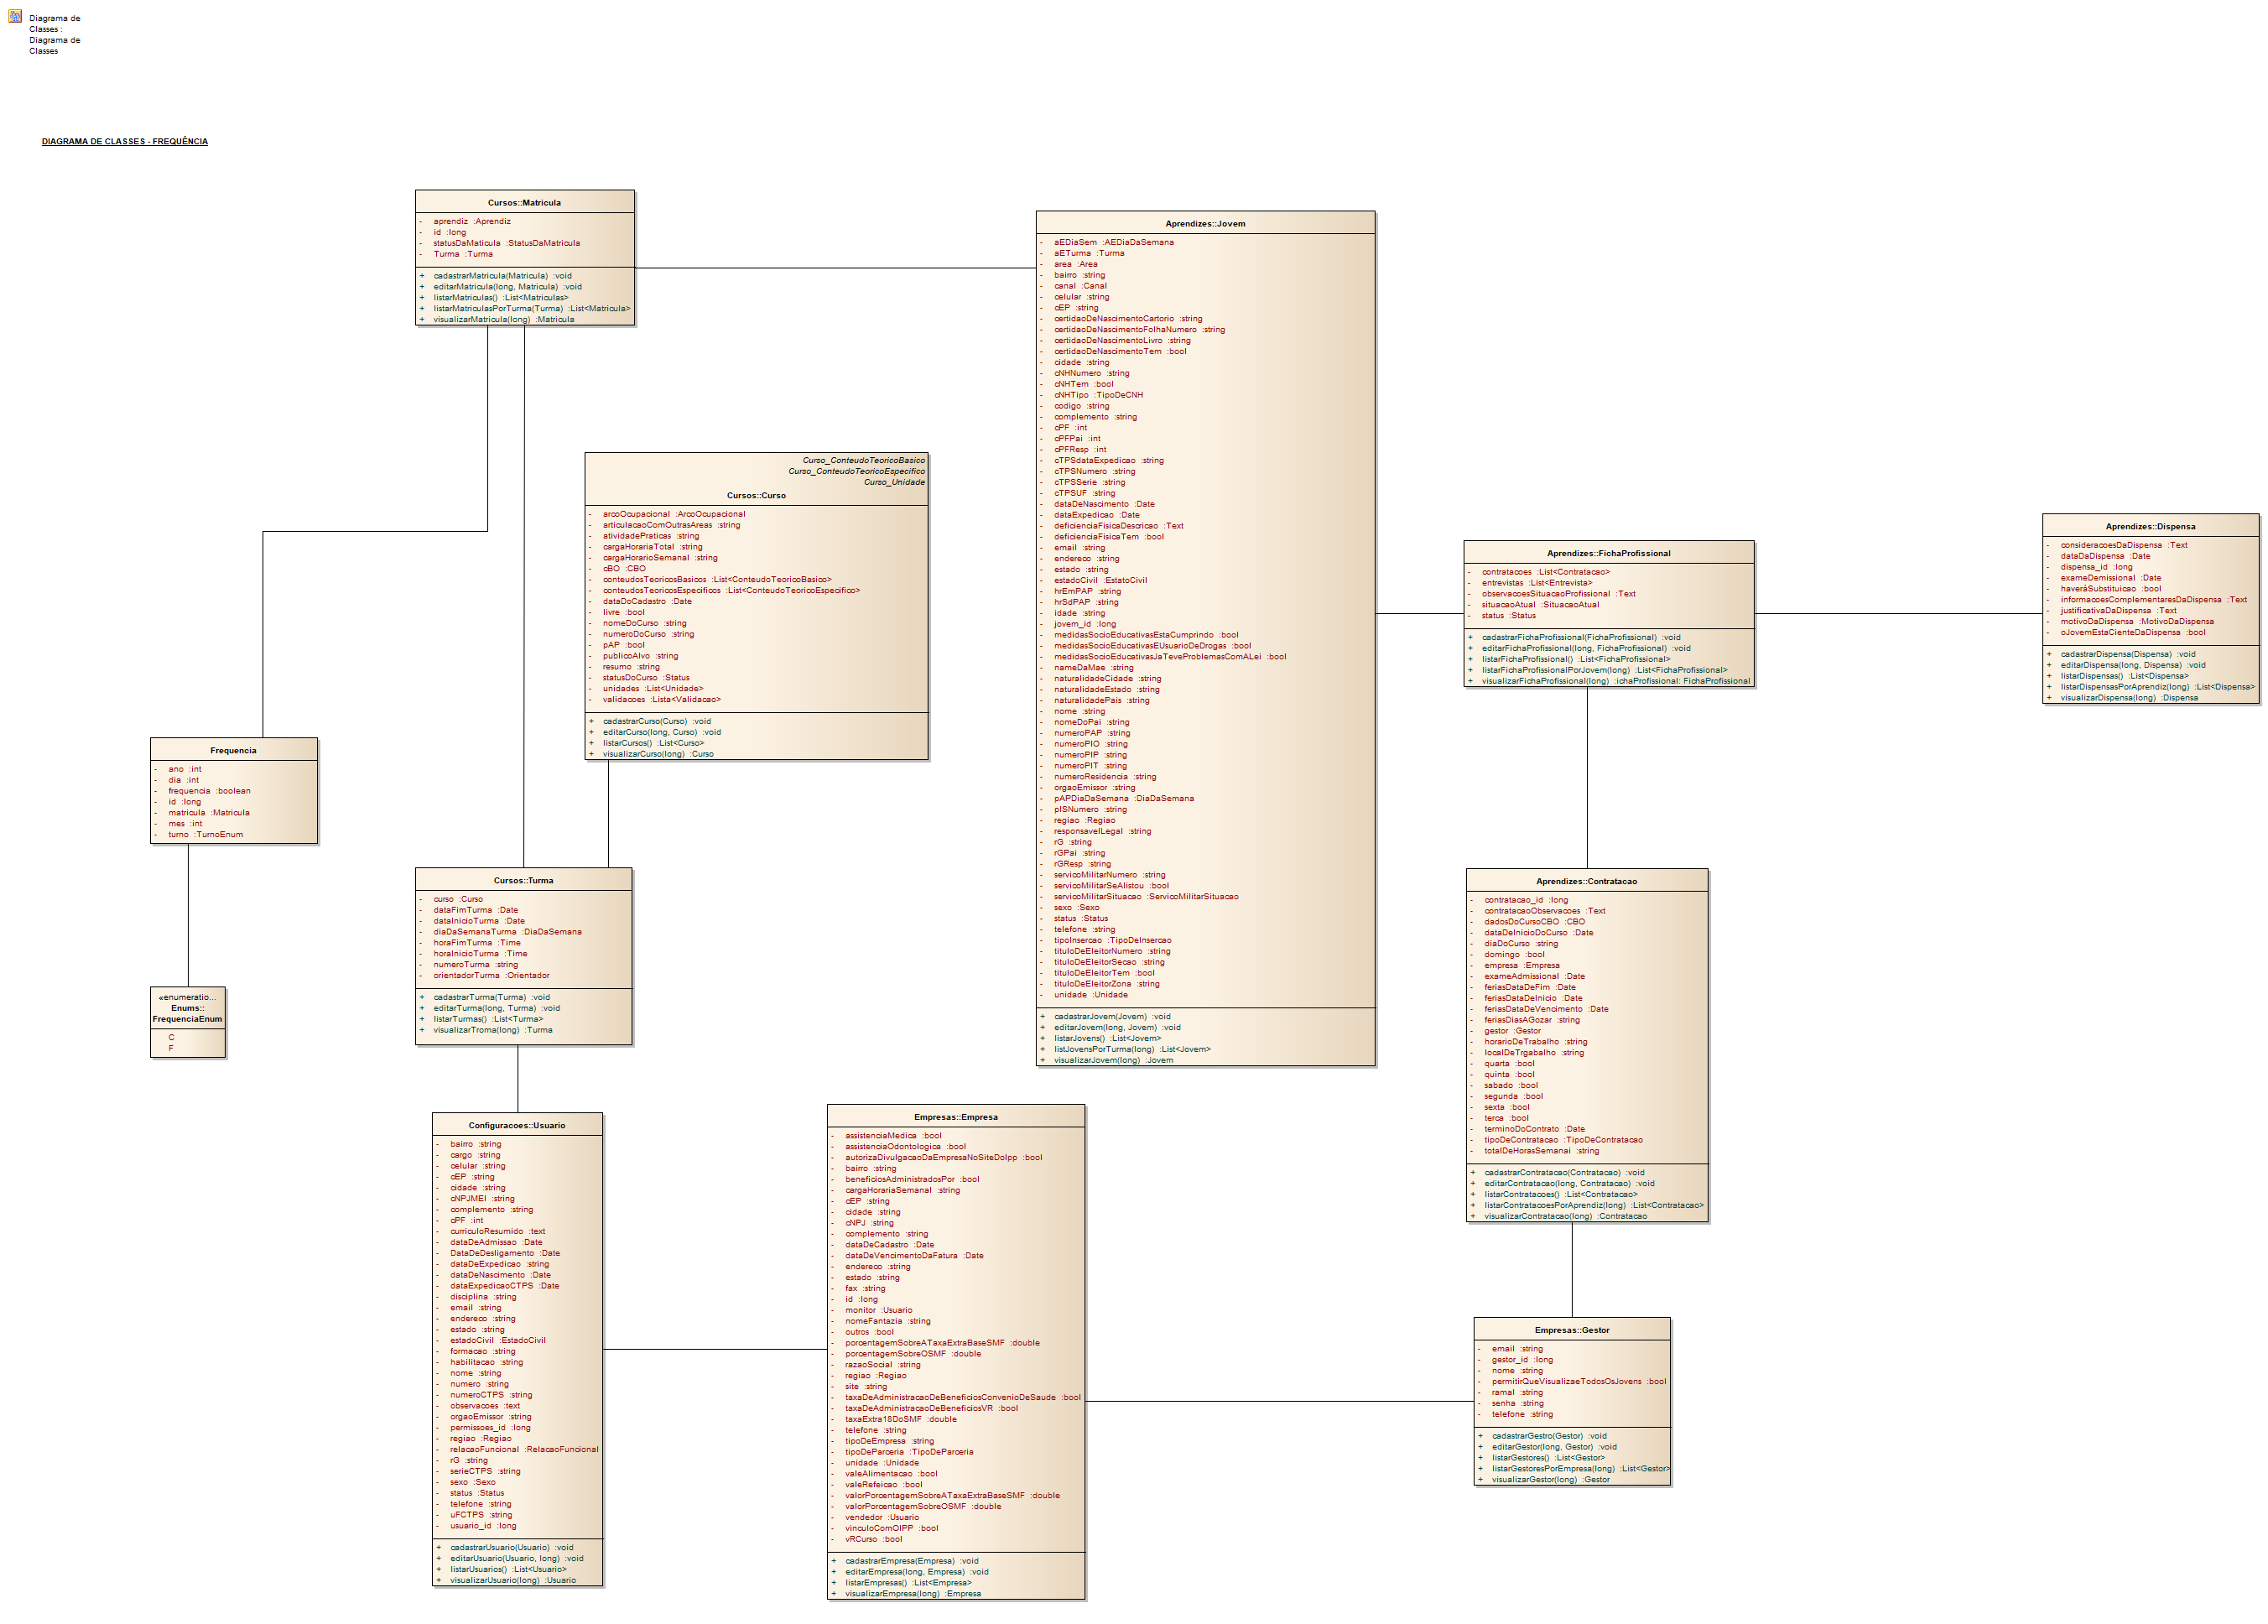 Diagrama de
Classes :
Diagrama de
Classes
DIAGRAMA DE CLASSES - FREQUÊNCIA
Cursos::Matricula
- aprendiz :Aprendiz
- id :long
- statusDaMaticula :StatusDaMatricula
- Turma :Turma
+ cadastrarMatricula(Matricula) :void
+ editarMatricula(long, Matricula) :void
+ listarMatriculas() :List<Matriculas>
+ listarMatriculasPorTurma(Turma) :List<Matricula>
+ visualizarMatricula(long) :Matricula
Aprendizes::Jovem
- aEDiaSem :AEDiaDaSemana
- aETurma :Turma
- area :Area
- bairro :string
- canal :Canal
- celular :string
- cEP :string
- certidaoDeNascimentoCartorio :string
- certidaoDeNascimentoFolhaNumero :string
- certidaoDeNascimentoLivro :string
- certidaoDeNascimentoTem :bool
- cidade :string
- cNHNumero :string
- cNHTem :bool
- cNHTipo :TipoDeCNH
- codigo :string
- complemento :string
- cPF :int
- cPFPai :int
- cPFResp :int
- cTPSdataExpedicao :string
- cTPSNumero :string
- cTPSSerie :string
- cTPSUF :string
- dataDeNascimento :Date
- dataExpedicao :Date
- deficienciaFisicaDescricao :Text
- deficienciaFisicaTem :bool
- email :string
- endereco :string
- estado :string
- estadoCivil :EstatoCivil
- hrEmPAP :string
- hrSdPAP :string
- idade :string
- jovem_id :long
- medidasSocioEducativasEstaCumprindo :bool
- medidasSocioEducativasEUsuarioDeDrogas :bool
- medidasSocioEducativasJaTeveProblemasComALei :bool
- nameDaMae :string
- naturalidadeCidade :string
- naturalidadeEstado :string
- naturalidadePais :string
- nome :string
- nomeDoPai :string
- numeroPAP :string
- numeroPIO :string
- numeroPIP :string
- numeroPIT :string
- numeroResidencia :string
- orgaoEmissor :string
- pAPDiaDaSemana :DiaDaSemana
- pISNumero :string
- regiao :Regiao
- responsavelLegal :string
- rG :string
- rGPai :string
- rGResp :string
- servicoMilitarNumero :string
- servicoMilitarSeAlistou :bool
- servicoMilitarSituacao :ServicoMilitarSituacao
- sexo :Sexo
- status :Status
- telefone :string
- tipoInsercao :TipoDeInsercao
- tituloDeEleitorNumero :string
- tituloDeEleitorSecao :string
- tituloDeEleitorTem :bool
- tituloDeEleitorZona :string
- unidade :Unidade
+ cadastrarJovem(Jovem) :void
+ editarJovem(long, Jovem) :void
+ listarJovens() :List<Jovem>
+ listJovensPorTurma(long) :List<Jovem>
+ visualizarJovem(long) :Jovem
Curso_ConteudoTeoricoBasico
Curso_ConteudoTeoricoEspecifico
Curso_Unidade
Cursos::Curso
- arcoOcupacional :ArcoOcupacional
- articulacaoComOutrasAreas :string
- atividadePraticas :string
- cargaHorariaTotal :string
- cargaHorarioSemanal :string
- cBO :CBO
- conteudosTeoricosBasicos :List<ConteudoTeoricoBasico>
- conteudosTeoricosEspecificos :List<ConteudoTeoricoEspecifico>
- dataDoCadastro :Date
- livre :bool
- nomeDoCurso :string
- numeroDoCurso :string
- pAP :bool
- publicoAlvo :string
- resumo :string
- statusDoCurso :Status
- unidades :List<Unidade>
- validacoes :Lista<Validacao>
+ cadastrarCurso(Curso) :void
+ editarCurso(long, Curso) :void
+ listarCursos() :List<Curso>
+ visualizarCurso(long) :Curso
Aprendizes::FichaProfissional
- contratacoes :List<Contratacao>
- entrevistas :List<Entrevista>
- observacoesSituacaoProfissional :Text
- situacaoAtual :SituacaoAtual
- status :Status
+ cadastrarFichaProfissional(FichaProfissional) :void
+ editarFichaProfissional(long, FichaProfissional) :void
+ listarFichaProfissional() :List<FichaProfissional>
+ listarFichaProfissionalPorJovem(long) :List<FichaProfissional>
+ visualizarFichaProfissional(long) :ichaProfissional: FichaProfissional
Aprendizes::Dispensa
- consideracoesDaDispensa :Text
- dataDaDispensa :Date
- dispensa_id :long
- exameDemissional :Date
- haveráSubstituicao :bool
- informacoesComplementaresDaDispensa :Text
- justificativaDaDispensa :Text
- motivoDaDispensa :MotivoDaDispensa
- oJovemEstaCienteDaDispensa :bool
+ cadastrarDispensa(Dispensa) :void
+ editarDispensa(long, Dispensa) :void
+ listarDispensas() :List<Dispensa>
+ listarDispensasPorAprendiz(long) :List<Dispensa>
+ visualizarDispensa(long) :Dispensa
Frequencia
- ano :int
- dia :int
- frequencia :boolean
- id :long
- matricula :Matricula
- mes :int
- turno :TurnoEnum
«enumeratio...
Enums::
FrequenciaEnum
C
F
Cursos::Turma
- curso :Curso
- dataFimTurma :Date
- dataInicioTurma :Date
- diaDaSemanaTurma :DiaDaSemana
- horaFimTurma :Time
- horaInicioTurma :Time
- numeroTurma :string
- orientadorTurma :Orientador
+ cadastrarTurma(Turma) :void
+ editarTurma(long, Turma) :void
+ listarTurmas() :List<Turma>
+ visualizarTroma(long) :Turma
Aprendizes::Contratacao
- contratacao_id :long
- contratacaoObservacoes :Text
- dadosDoCursoCBO :CBO
- dataDeInicioDoCurso :Date
- diaDoCurso :string
- domingo :bool
- empresa :Empresa
- exameAdmissional :Date
- feriasDataDeFim :Date
- feriasDataDeInicio :Date
- feriasDataDeVencimento :Date
- feriasDiasAGozar :string
- gestor :Gestor
- horarioDeTrabalho :string
- localDeTrgabalho :string
- quarta :bool
- quinta :bool
- sabado :bool
- segunda :bool
- sexta :bool
- terca :bool
- terminoDoContrato :Date
- tipoDeContratacao :TipoDeContratacao
- totalDeHorasSemanai :string
+ cadastrarContratacao(Contratacao) :void
+ editarContratacao(long, Contratacao) :void
+ listarContratacoes() :List<Contratacao>
+ listarContratacoesPorAprendiz(long) :List<Contratacao>
+ visualizarContratacao(long) :Contratacao
Configuracoes::Usuario
- bairro :string
- cargo :string
- celular :string
- cEP :string
- cidade :string
- cNPJMEI :string
- complemento :string
- cPF :int
- curriculoResumido :text
- dataDeAdmissao :Date
- DataDeDesligamento :Date
- dataDeExpedicao :string
- dataDeNascimento :Date
- dataExpedicaoCTPS :Date
- disciplina :string
- email :string
- endereco :string
- estado :string
- estadoCivil :EstadoCivil
- formacao :string
- habilitacao :string
- nome :string
- numero :string
- numeroCTPS :string
- observacoes :text
- orgaoEmissor :string
- permissoes_id :long
- regiao :Regiao
- relacaoFuncional :RelacaoFuncional
- rG :string
- serieCTPS :string
- sexo :Sexo
- status :Status
- telefone :string
- uFCTPS :string
- usuario_id :long
+ cadastrarUsuario(Usuario) :void
+ editarUsuario(Usuario, long) :void
+ listarUsuarios() :List<Usuario>
+ visualizarUsuario(long) :Usuario
Empresas::Empresa
- assistenciaMedica :bool
- assistenciaOdontologica :bool
- autorizaDivulgacaoDaEmpresaNoSiteDoIpp :bool
- bairro :string
- beneficiosAdministradosPor :bool
- cargaHorariaSemanal :string
- cEP :string
- cidade :string
- cNPJ :string
- complemento :string
- dataDeCadastro :Date
- dataDeVencimentoDaFatura :Date
- endereco :string
- estado :string
- fax :string
- id :long
- monitor :Usuario
- nomeFantazia :string
- outros :bool
- porcentagemSobreATaxaExtraBaseSMF :double
- porcentagemSobreOSMF :double
- razaoSocial :string
- regiao :Regiao
- site :string
- taxaDeAdministracaoDeBeneficiosConvenioDeSaude :bool
- taxaDeAdministracaoDeBeneficiosVR :bool
- taxaExtra18DoSMF :double
- telefone :string
- tipoDeEmpresa :string
- tipoDeParceria :TipoDeParceria
- unidade :Unidade
- valeAlimentacao :bool
- valeRefeicao :bool
- valorPorcentagemSobreATaxaExtraBaseSMF :double
- valorPorcentagemSobreOSMF :double
- vendedor :Usuario
- vinculoComOIPP :bool
- vRCurso :bool
+ cadastrarEmpresa(Empresa) :void
+ editarEmpresa(long, Empresa) :void
+ listarEmpresas() :List<Empresa>
+ visualizarEmpresa(long) :Empresa
Empresas::Gestor
- email :string
- gestor_id :long
- nome :string
- permitirQueVisualizaeTodosOsJovens :bool
- ramal :string
- senha :string
- telefone :string
+ cadastrarGestro(Gestor) :void
+ editarGestor(long, Gestor) :void
+ listarGestores() :List<Gestor>
+ listarGestoresPorEmpresa(long) :List<Gestor>
+ visualizarGestor(long) :Gestor